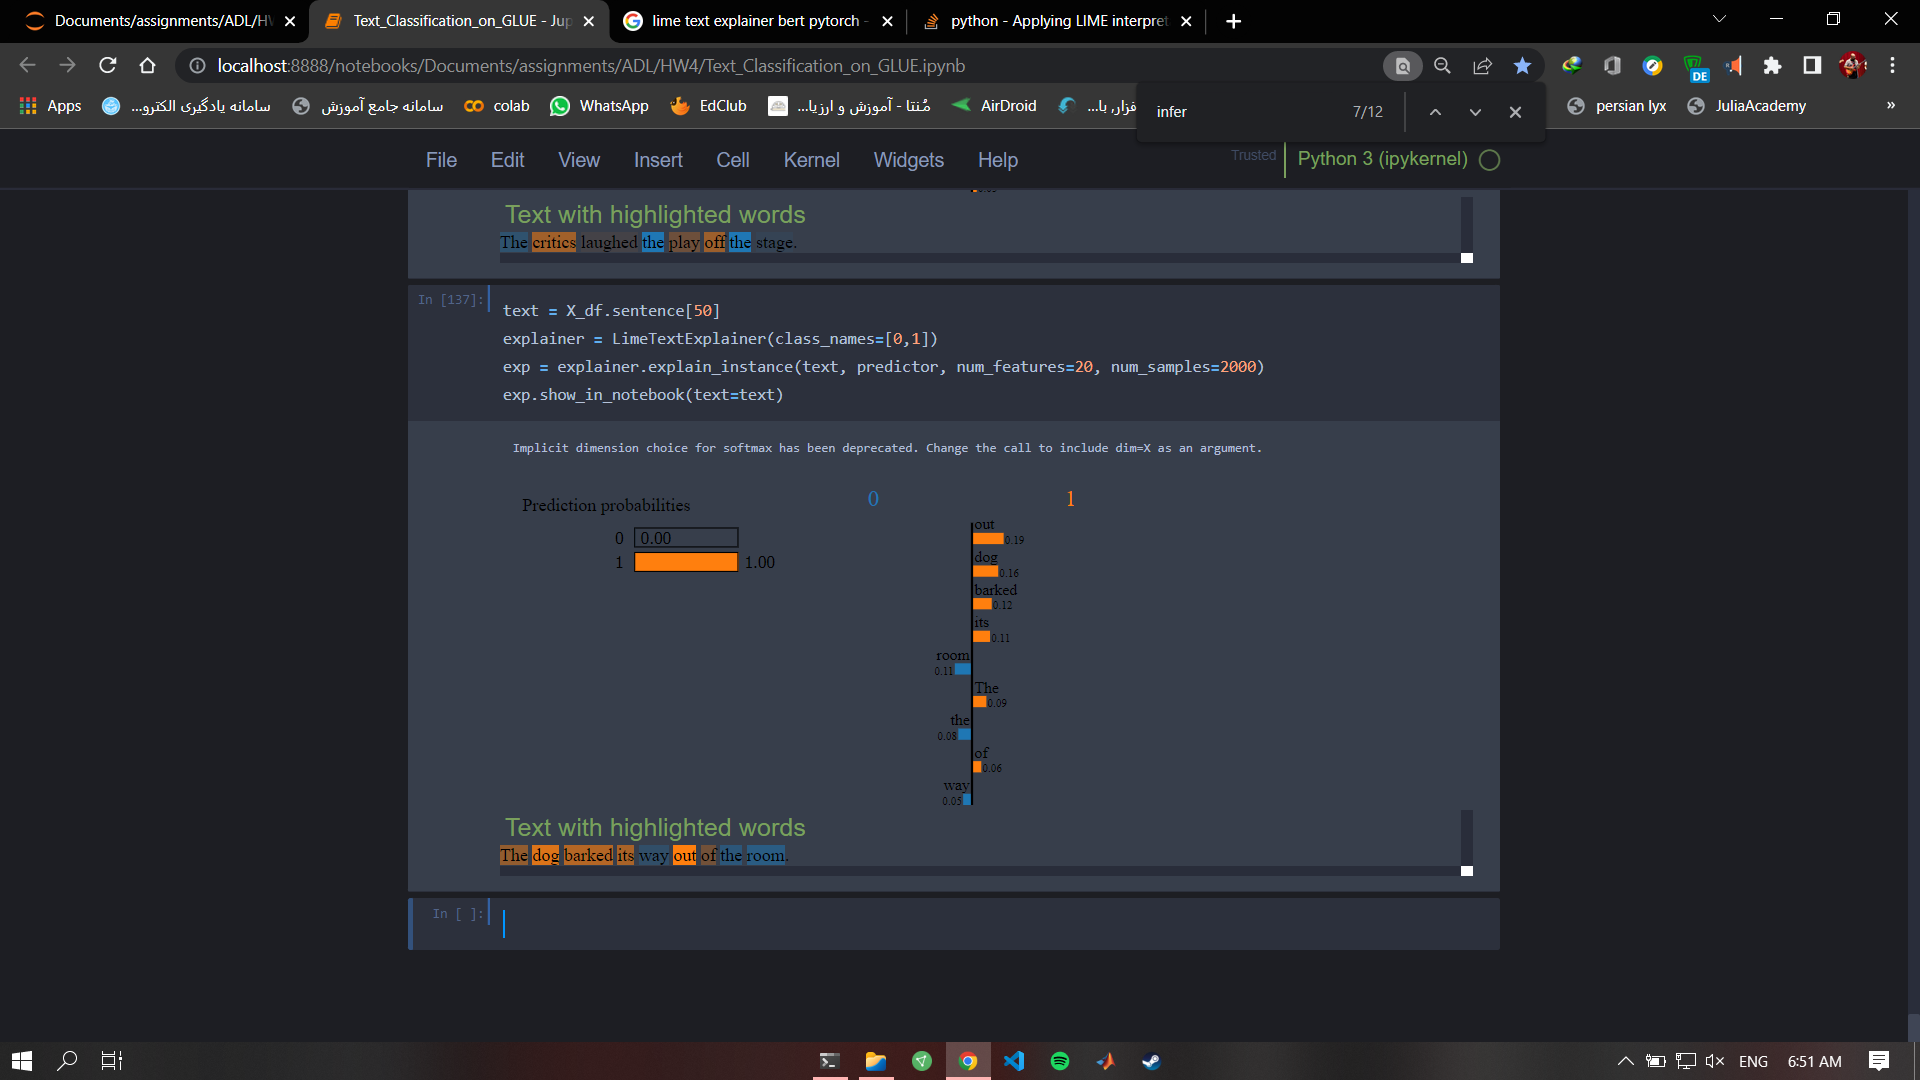 Documents/assignments/ADL/HW
Text_Classification_on_GLUE - Jup
lime text explainer bert pytorch -
python - Applying LIME interpret
localhost:8888/notebooks/Documents/assignments/ADL/HW4/Text_Classification_on_GLUE.ipynb
DE
Apps
سامانه یادگیری الکترو...
سامانه جامع آموزش
colab
WhatsApp
EdClub
مُنتا - آموزش و ارزیا...
AirDroid
فزار, با...
persian lyx
JuliaAcademy
»
infer
7/12
File Edit View Insert Cell Kernel Widgets Help
Trusted
Python 3 (ipykernel)
Text with highlighted words
The critics laughed the play off the stage.
In [137]:
text = X_df.sentence[50]
explainer = LimeTextExplainer(class_names=[0,1])
exp = explainer.explain_instance(text, predictor, num_features=20, num_samples=2000)
exp.show_in_notebook(text=text)
Implicit dimension choice for softmax has been deprecated. Change the call to include dim=X as an argument.
Prediction probabilities
0 0.00
1 1.00
0 1
out
0.19
dog
0.16
barked
0.12
its
0.11
room
0.11
The
0.09
the
0.08
of
0.06
way
0.05
Text with highlighted words
The dog barked its way out of the room.
In [ ]:
ENG
6:51 AM